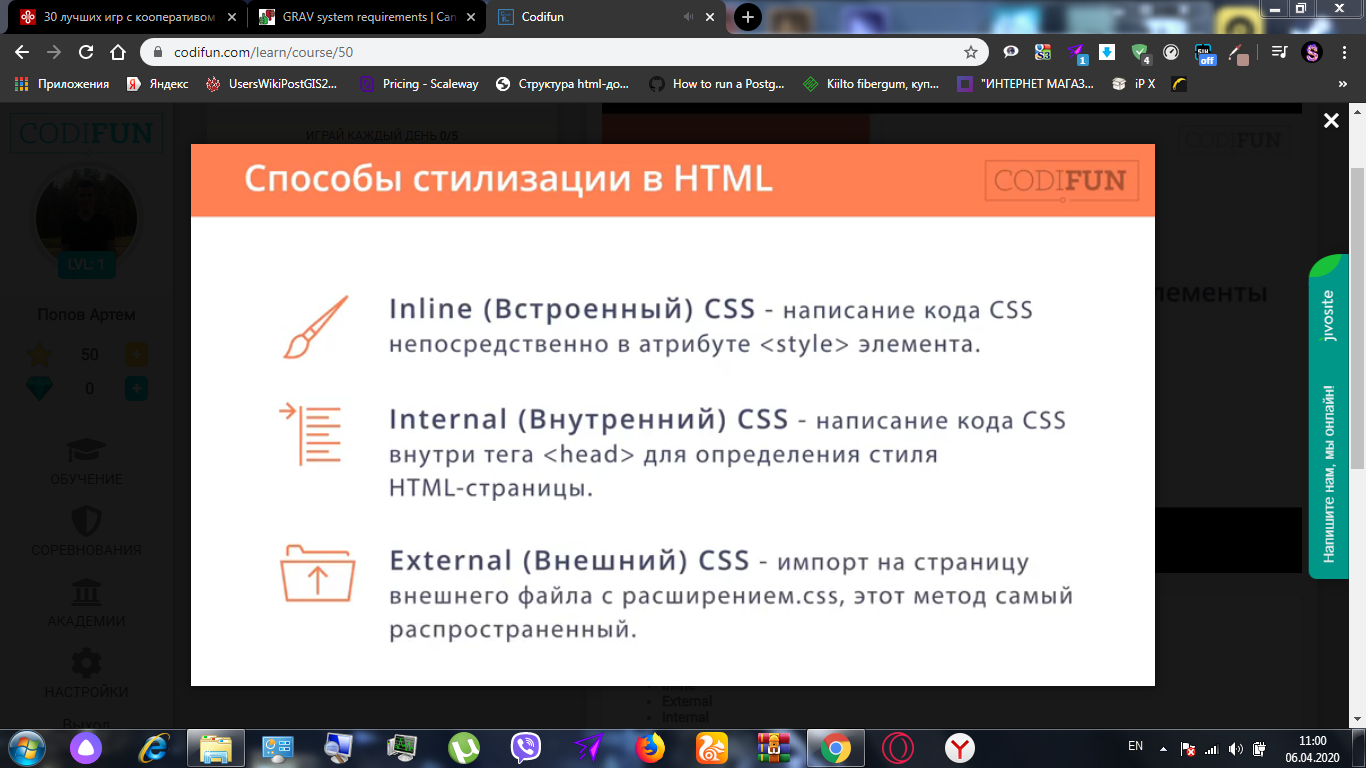 30 лучших игр с кооперативом
GRAV system requirements | Can
Codifun
codifun.com/learn/course/50
1
4
off
Приложения
Яндекс
UsersWikiPostGIS2...
Pricing - Scaleway
Структура html-до...
How to run a Postg...
Kiilto fibergum, куп...
"ИНТЕРНЕТ МАГАЗ...
iP X
»
CODIFUN
ИГРАЙ КАЖДЫЙ ДЕНЬ 0/5
CODIFUN
LVL: 1
Попов Артем
50
0
ОБУЧЕНИЕ
СОРЕВНОВАНИЯ
АКАДЕМИИ
НАСТРОЙКИ
Выход
Способы стилизации в HTML
CODIFUN
Inline (Встроенный) CSS - написание кода CSS
непосредственно в атрибуте <style> элемента.
Internal (Внутренний) CSS - написание кода CSS
внутри тега <head> для определения стиля
HTML-страницы.
External (Внешний) CSS - импорт на страницу
внешнего файла с расширением.css, этот метод самый
распространенный.
лементы
jivosite
Напишите нам, мы онлайн!
External
Internal
EN
11:00
06.04.2020